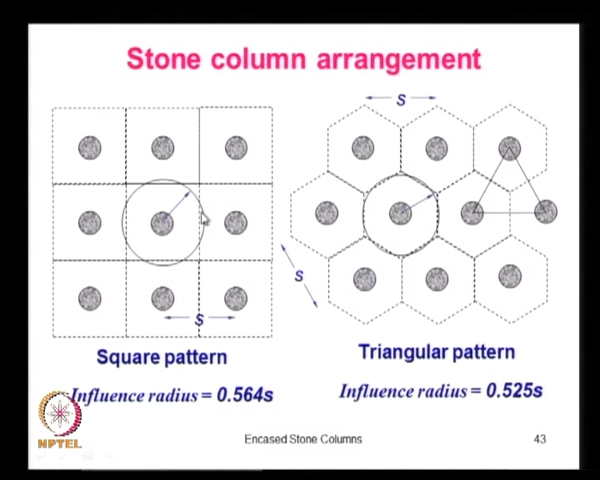 Stone column arrangement
S
S
S
Square pattern
Triangular pattern
Influence radius = 0.564s
Influence radius = 0.525s
NPTEL
Encased Stone Columns
43